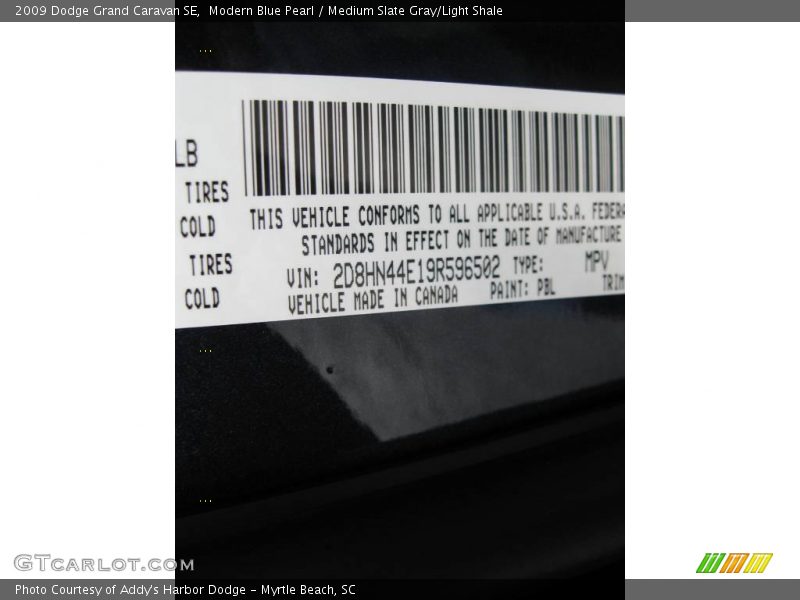 2009 Dodge Grand Caravan SE,  Modern Blue Pearl / Medium Slate Gray/Light Shale
LB
TIRES
COLD
TIRES
COLD
THIS VEHICLE CONFORMS TO ALL APPLICABLE U.S.A. FEDERA
STANDARDS IN EFFECT ON THE DATE OF MANUFACTURE
VIN: 2D8HN44E19R596502 TYPE: MPV
VEHICLE MADE IN CANADA PAINT: PBL TRIM
GTCARLOT.COM
Photo Courtesy of Addy's Harbor Dodge - Myrtle Beach, SC